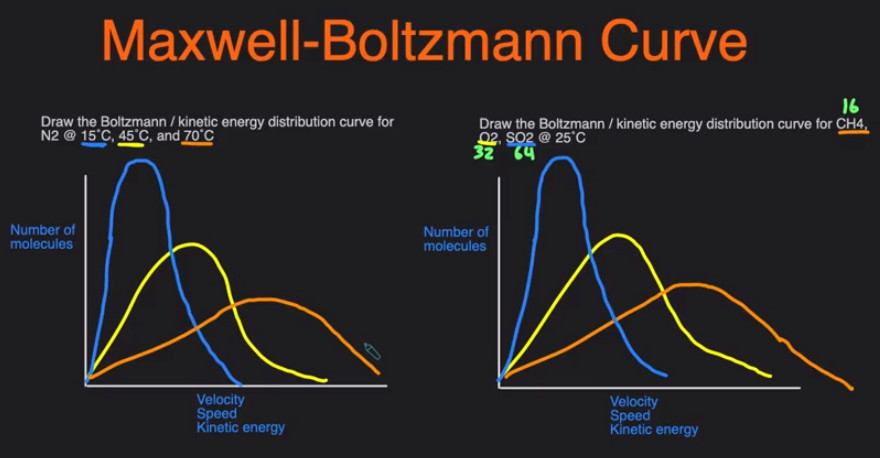 Maxwell-Boltzmann Curve
Draw the Boltzmann / kinetic energy distribution curve for
N2 @ 15˚C, 45˚C, and 70˚C
Number of
molecules
Velocity
Speed
Kinetic energy
16
Draw the Boltzmann / kinetic energy distribution curve for CH4,
O2, SO2 @ 25˚C
32 64
Number of
molecules
Velocity
Speed
Kinetic energy